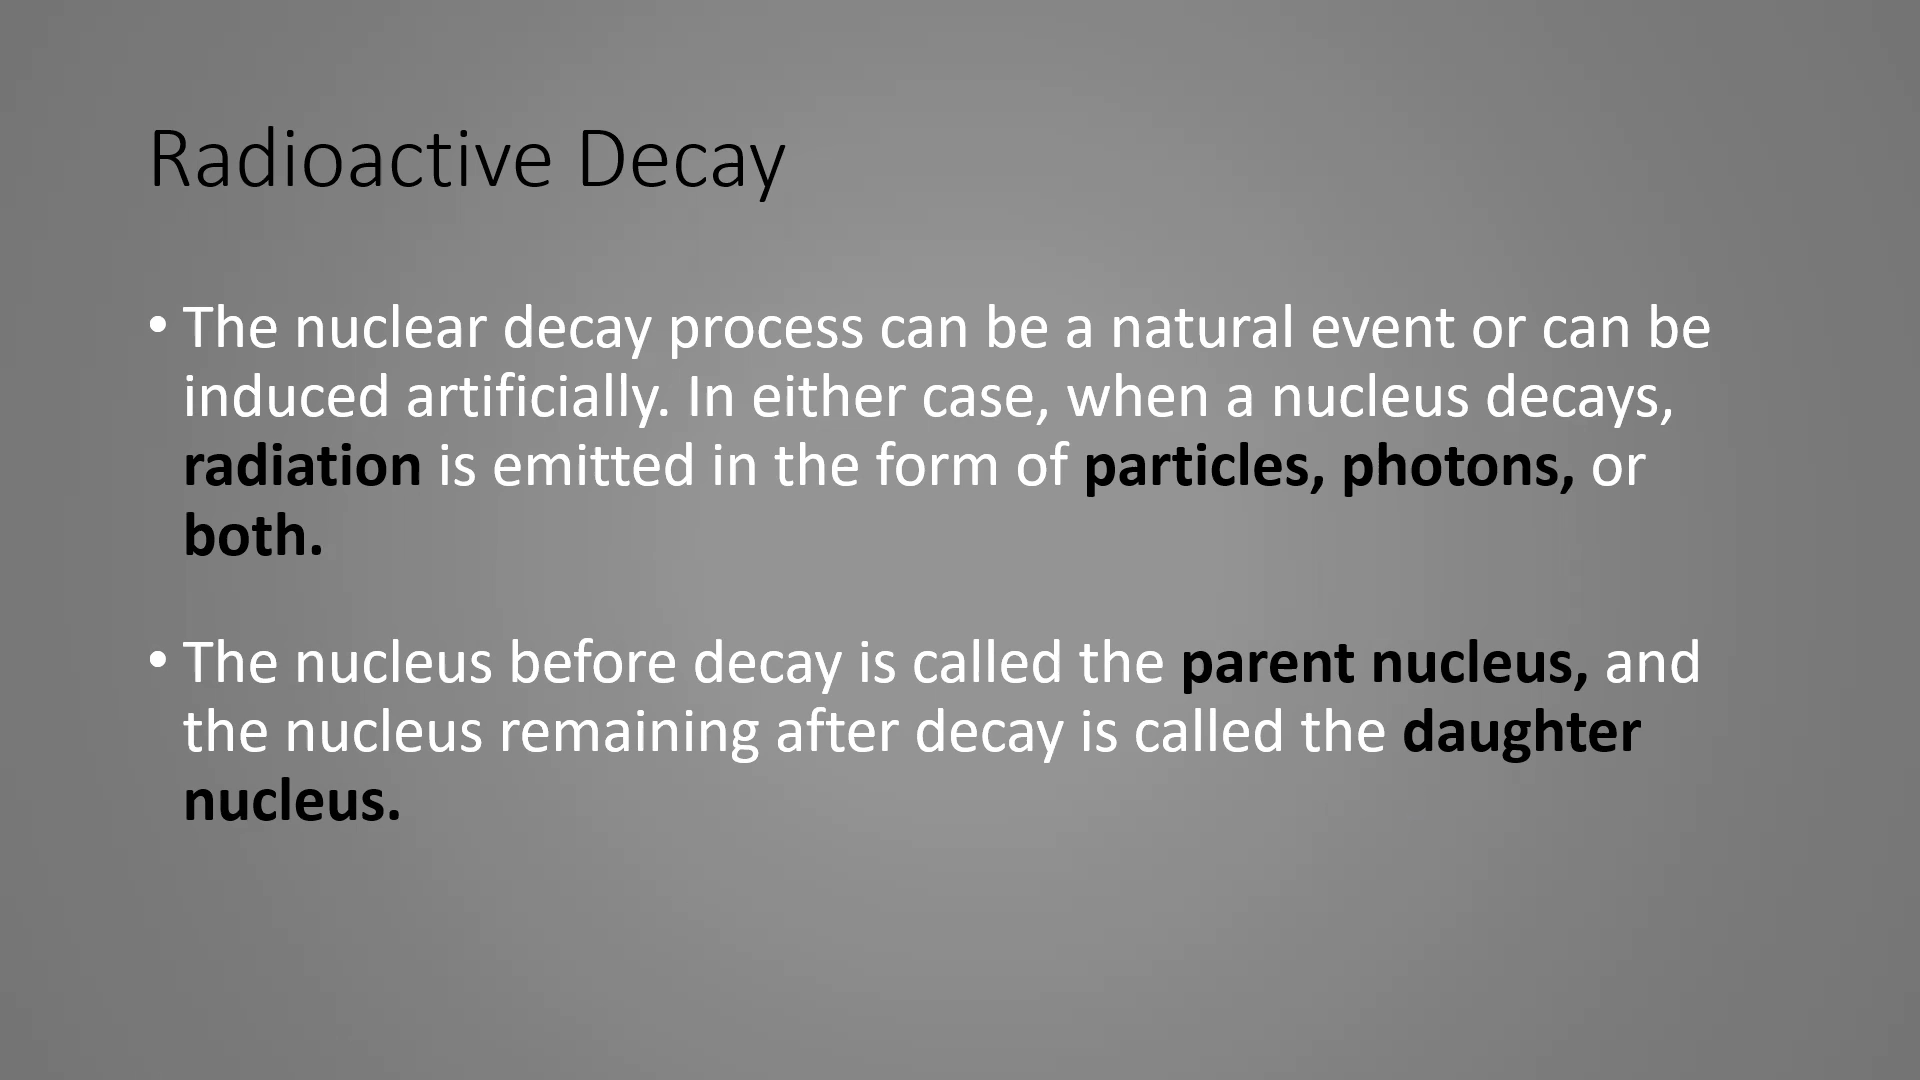 Radioactive Decay
• The nuclear decay process can be a natural event or can be
induced artificially. In either case, when a nucleus decays,
radiation is emitted in the form of particles, photons, or
both.
• The nucleus before decay is called the parent nucleus, and
the nucleus remaining after decay is called the daughter
nucleus.